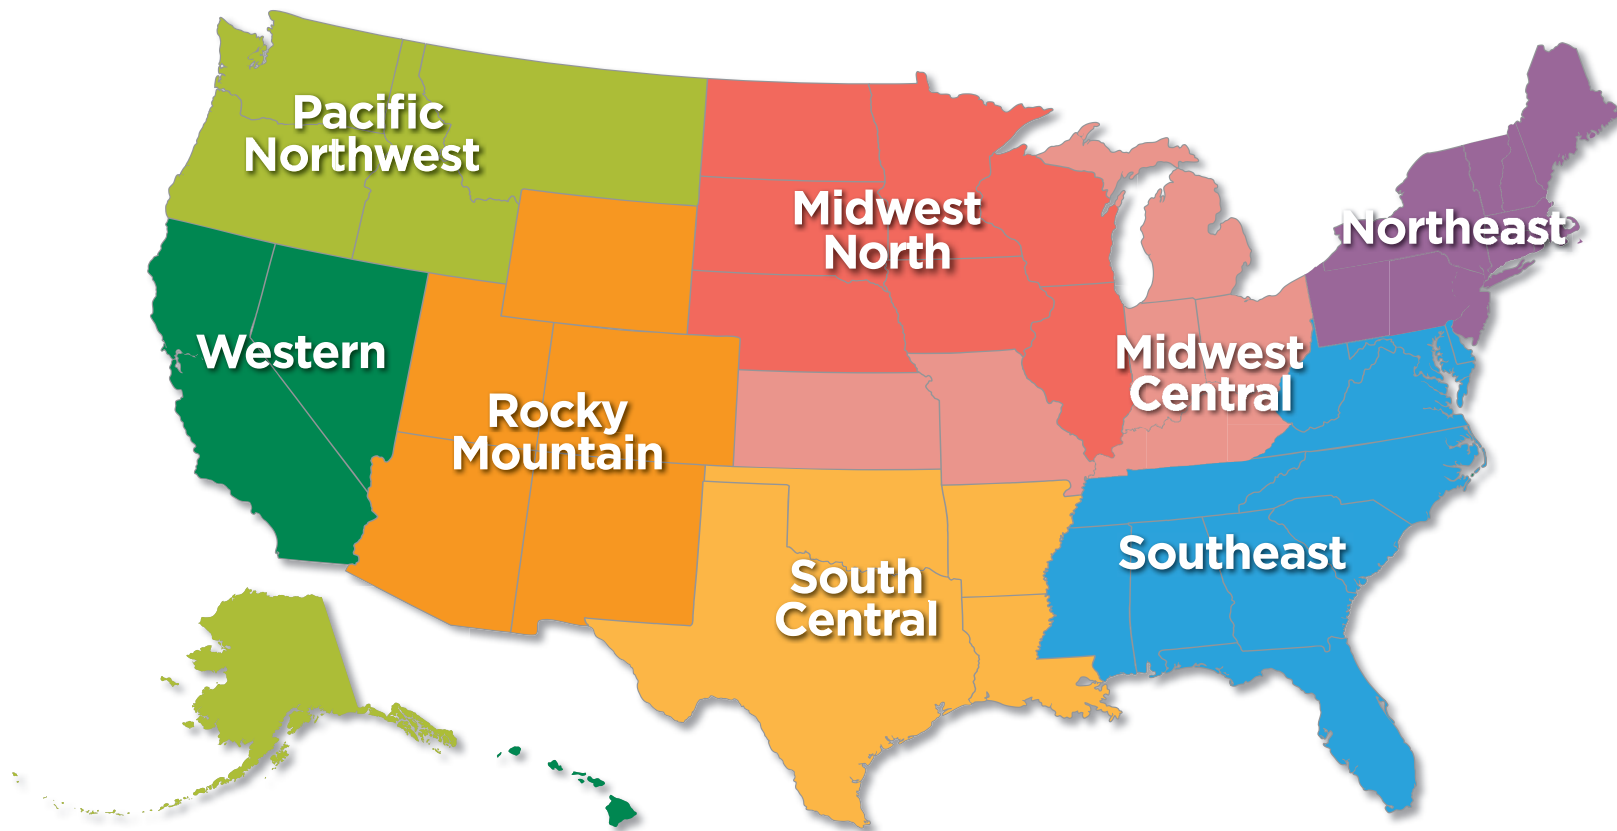 Pacific
Northwest
Midwest
North
Northeast
Western
Midwest
Central
Rocky
Mountain
Southeast
South
Central